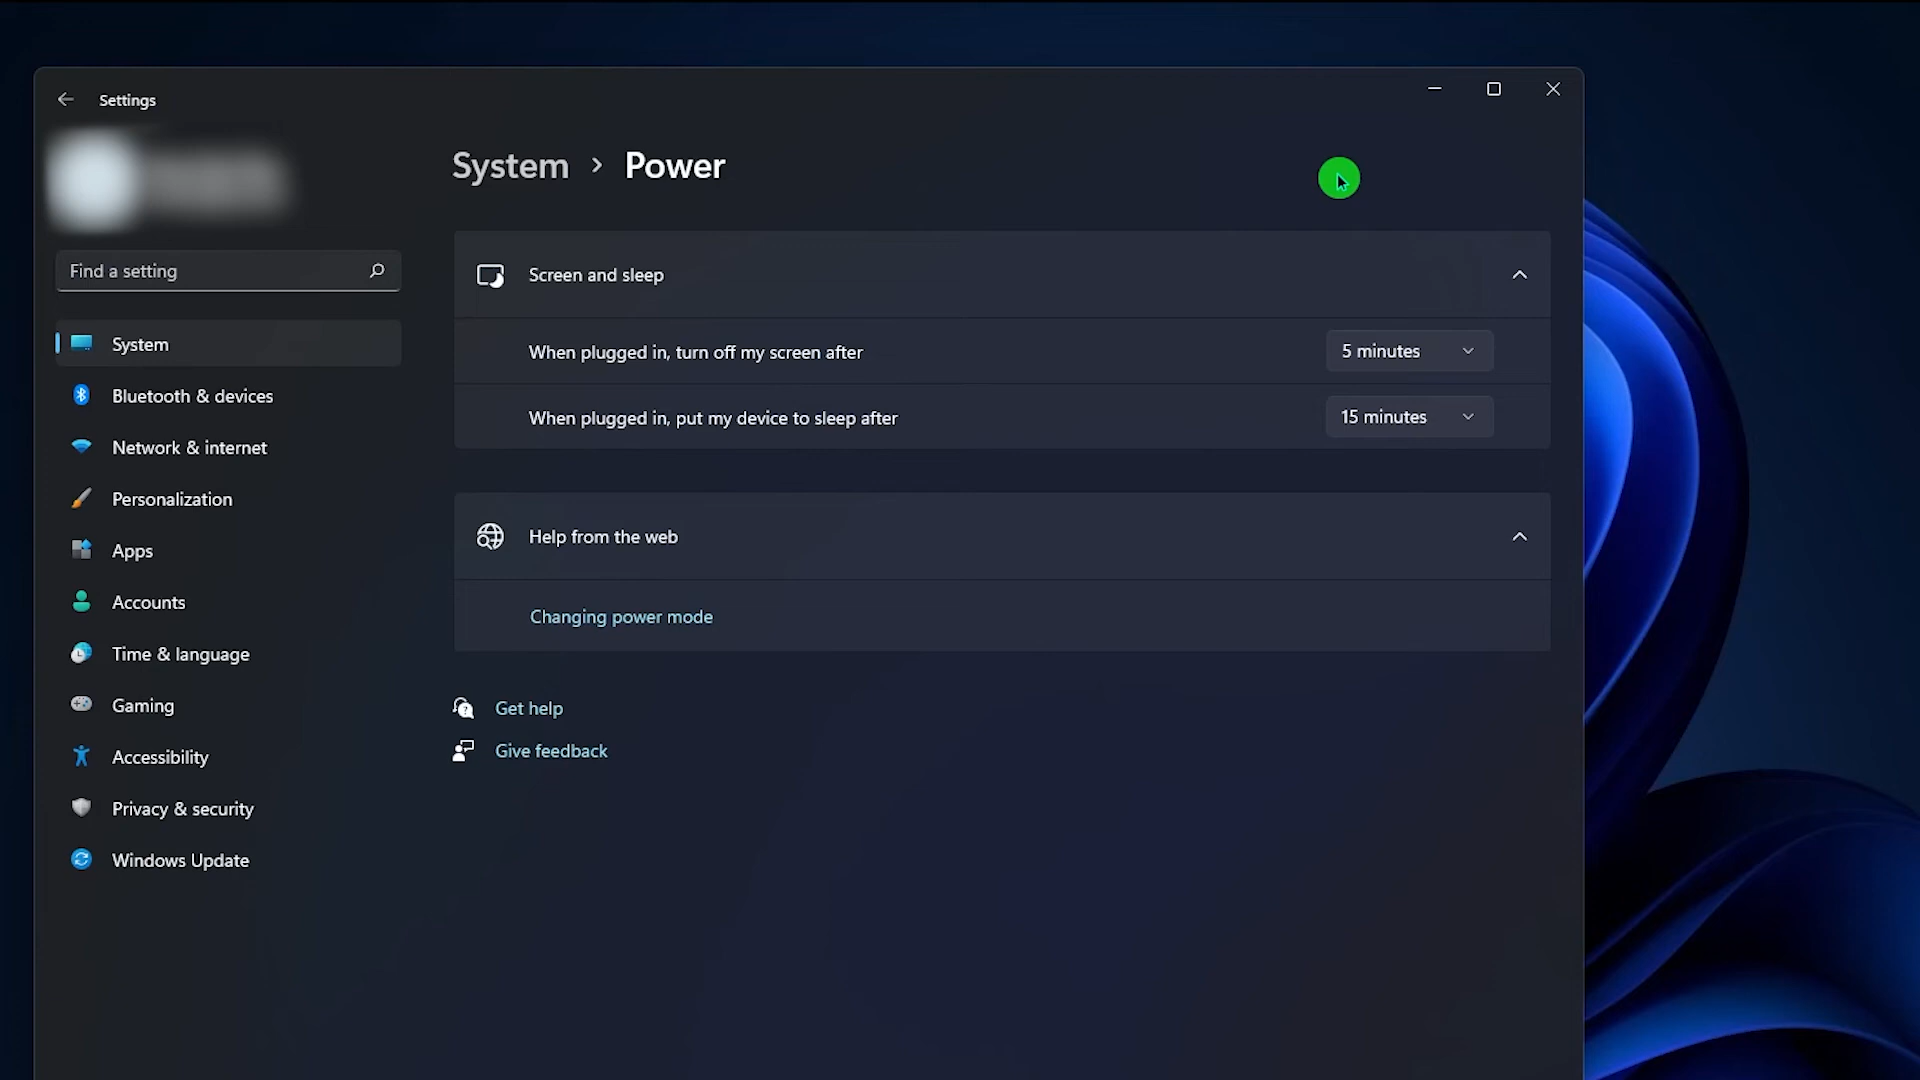 Settings
System > Power
Find a setting
System
Bluetooth & devices
Network & internet
Personalization
Apps
Accounts
Time & language
Gaming
Accessibility
Privacy & security
Windows Update
Screen and sleep
When plugged in, turn off my screen after 5 minutes
When plugged in, put my device to sleep after 15 minutes
Help from the web
Changing power mode
Get help
Give feedback